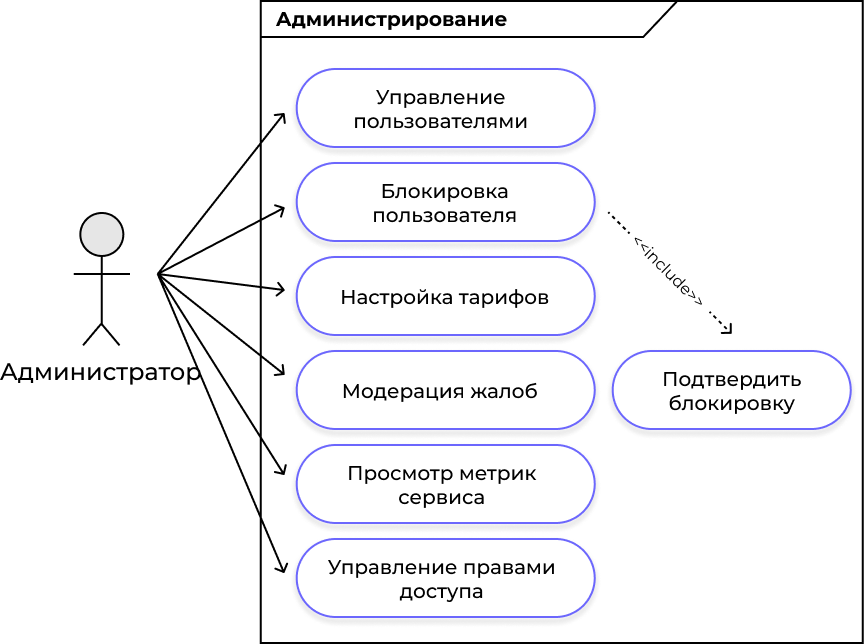 Администрирование
Управление
пользователями
Блокировка
пользователя
<<include>>
Настройка тарифов
Администратор
Модерация жалоб
Подтвердить
блокировку
Просмотр метрик
сервиса
Управление правами
доступа